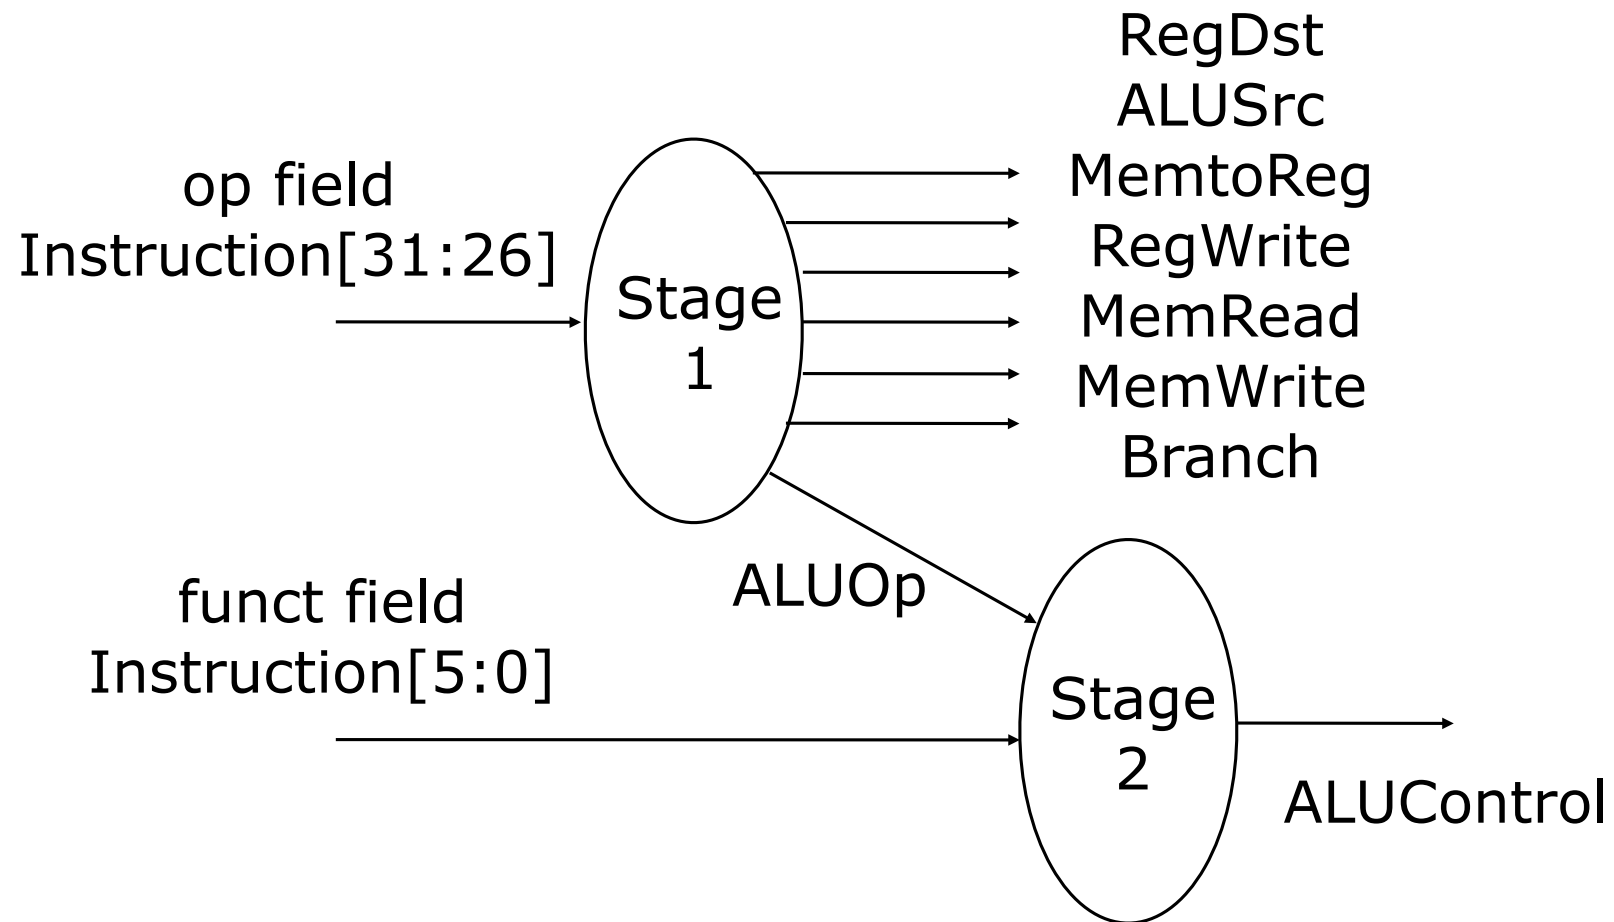 RegDst
ALUSrc
MemtoReg
RegWrite
MemRead
MemWrite
Branch
op field
Instruction[31:26]
Stage
1
ALUOp
funct field
Instruction[5:0]
Stage
2
ALUControl